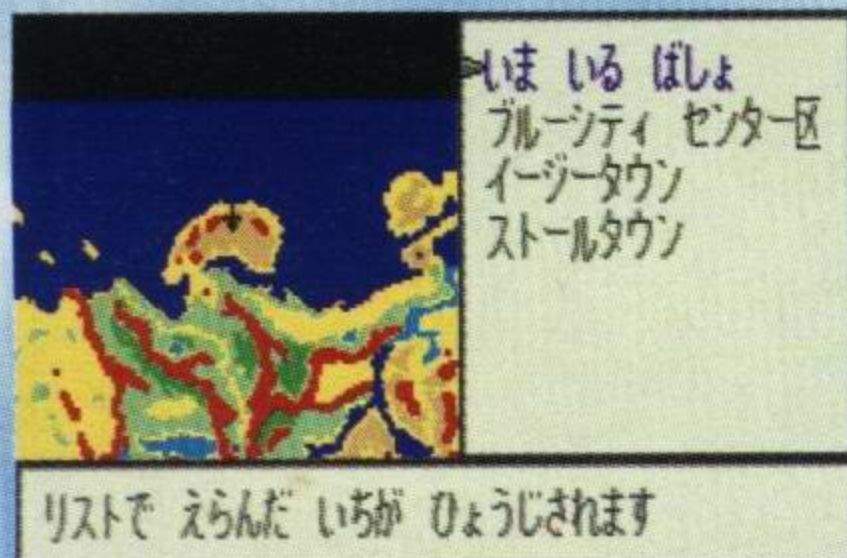 いま いる ばしょ
ブルーシティ センター区
イージータウン
ストールタウン
リストで えらんだ いちが ひょうじされます